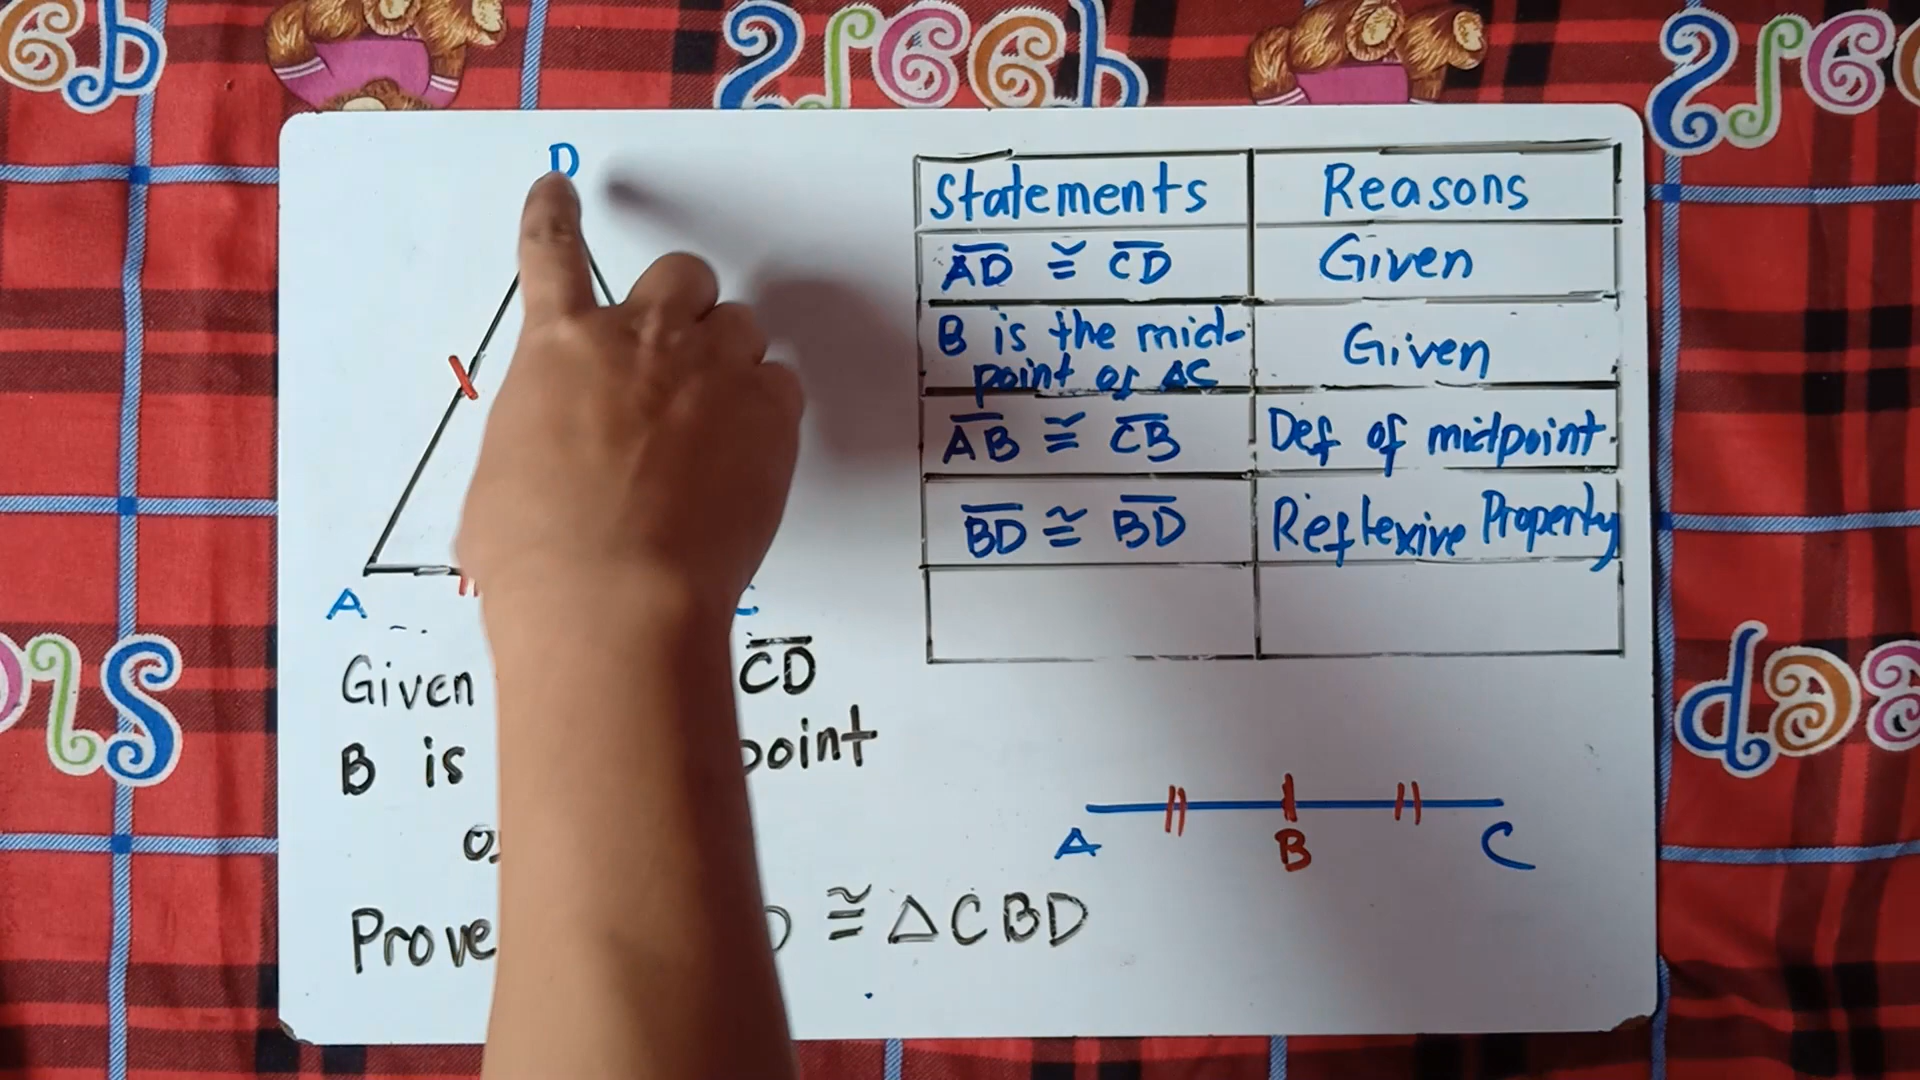 D
A
Given CD
B is point
Prove ≅ △CBD
Statements Reasons
AD ≅ CD Given
B is the mid-
point of AC Given
AB ≅ CB Def of midpoint
BD ≅ BD Reflexive Property
A B C